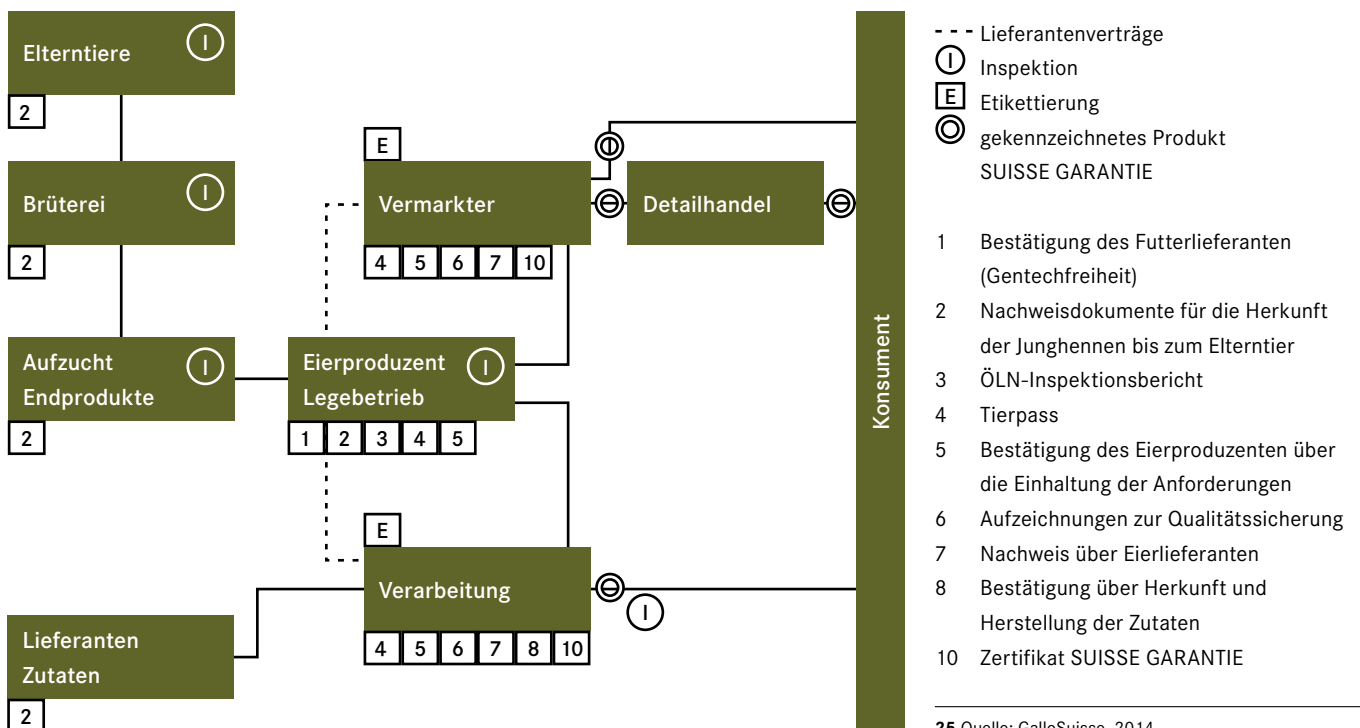 Elterntiere
I
2
Brüterei
I
2
Aufzucht
Endprodukte
I
2
Eierproduzent
Legebetrieb
I
1 2 3 4 5
E
Vermarkter
4 5 6 7 10
Detailhandel
E
Verarbeitung
4 5 6 7 8 10
I
Lieferanten
Zutaten
2
Konsument
Lieferantenverträge
I Inspektion
E Etikettierung
gekennzeichnetes Produkt
SUISSE GARANTIE
1 Bestätigung des Futterlieferanten
(Gentechfreiheit)
2 Nachweisdokumente für die Herkunft
der Junghennen bis zum Elterntier
3 ÖLN-Inspektionsbericht
4 Tierpass
5 Bestätigung des Eierproduzenten über
die Einhaltung der Anforderungen
6 Aufzeichnungen zur Qualitätssicherung
7 Nachweis über Eierlieferanten
8 Bestätigung über Herkunft und
Herstellung der Zutaten
10 Zertifikat SUISSE GARANTIE
25 Quelle: GalloSuisse, 2014